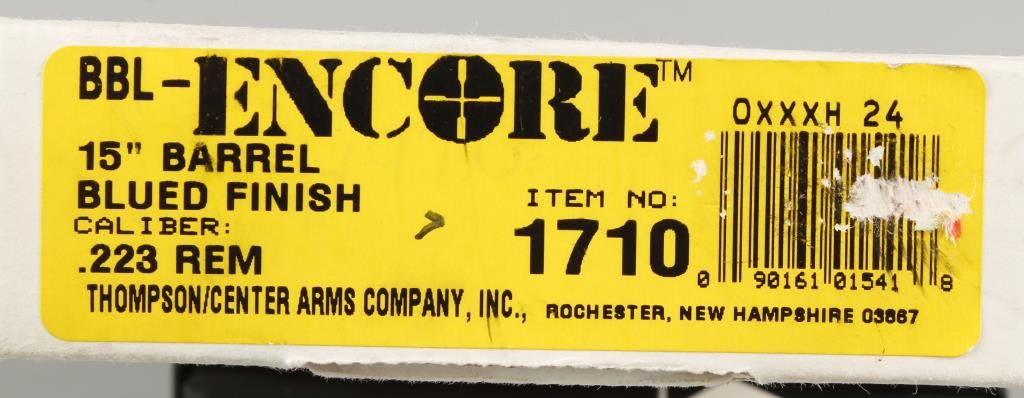 BBL-ENCORE™
15" BARREL
BLUED FINISH
CALIBER:
.223 REM
THOMPSON/CENTER ARMS COMPANY, INC., ROCHESTER, NEW HAMPSHIRE 03867
ITEM NO:
1710
OXXXH 24
0 90161 01541 8